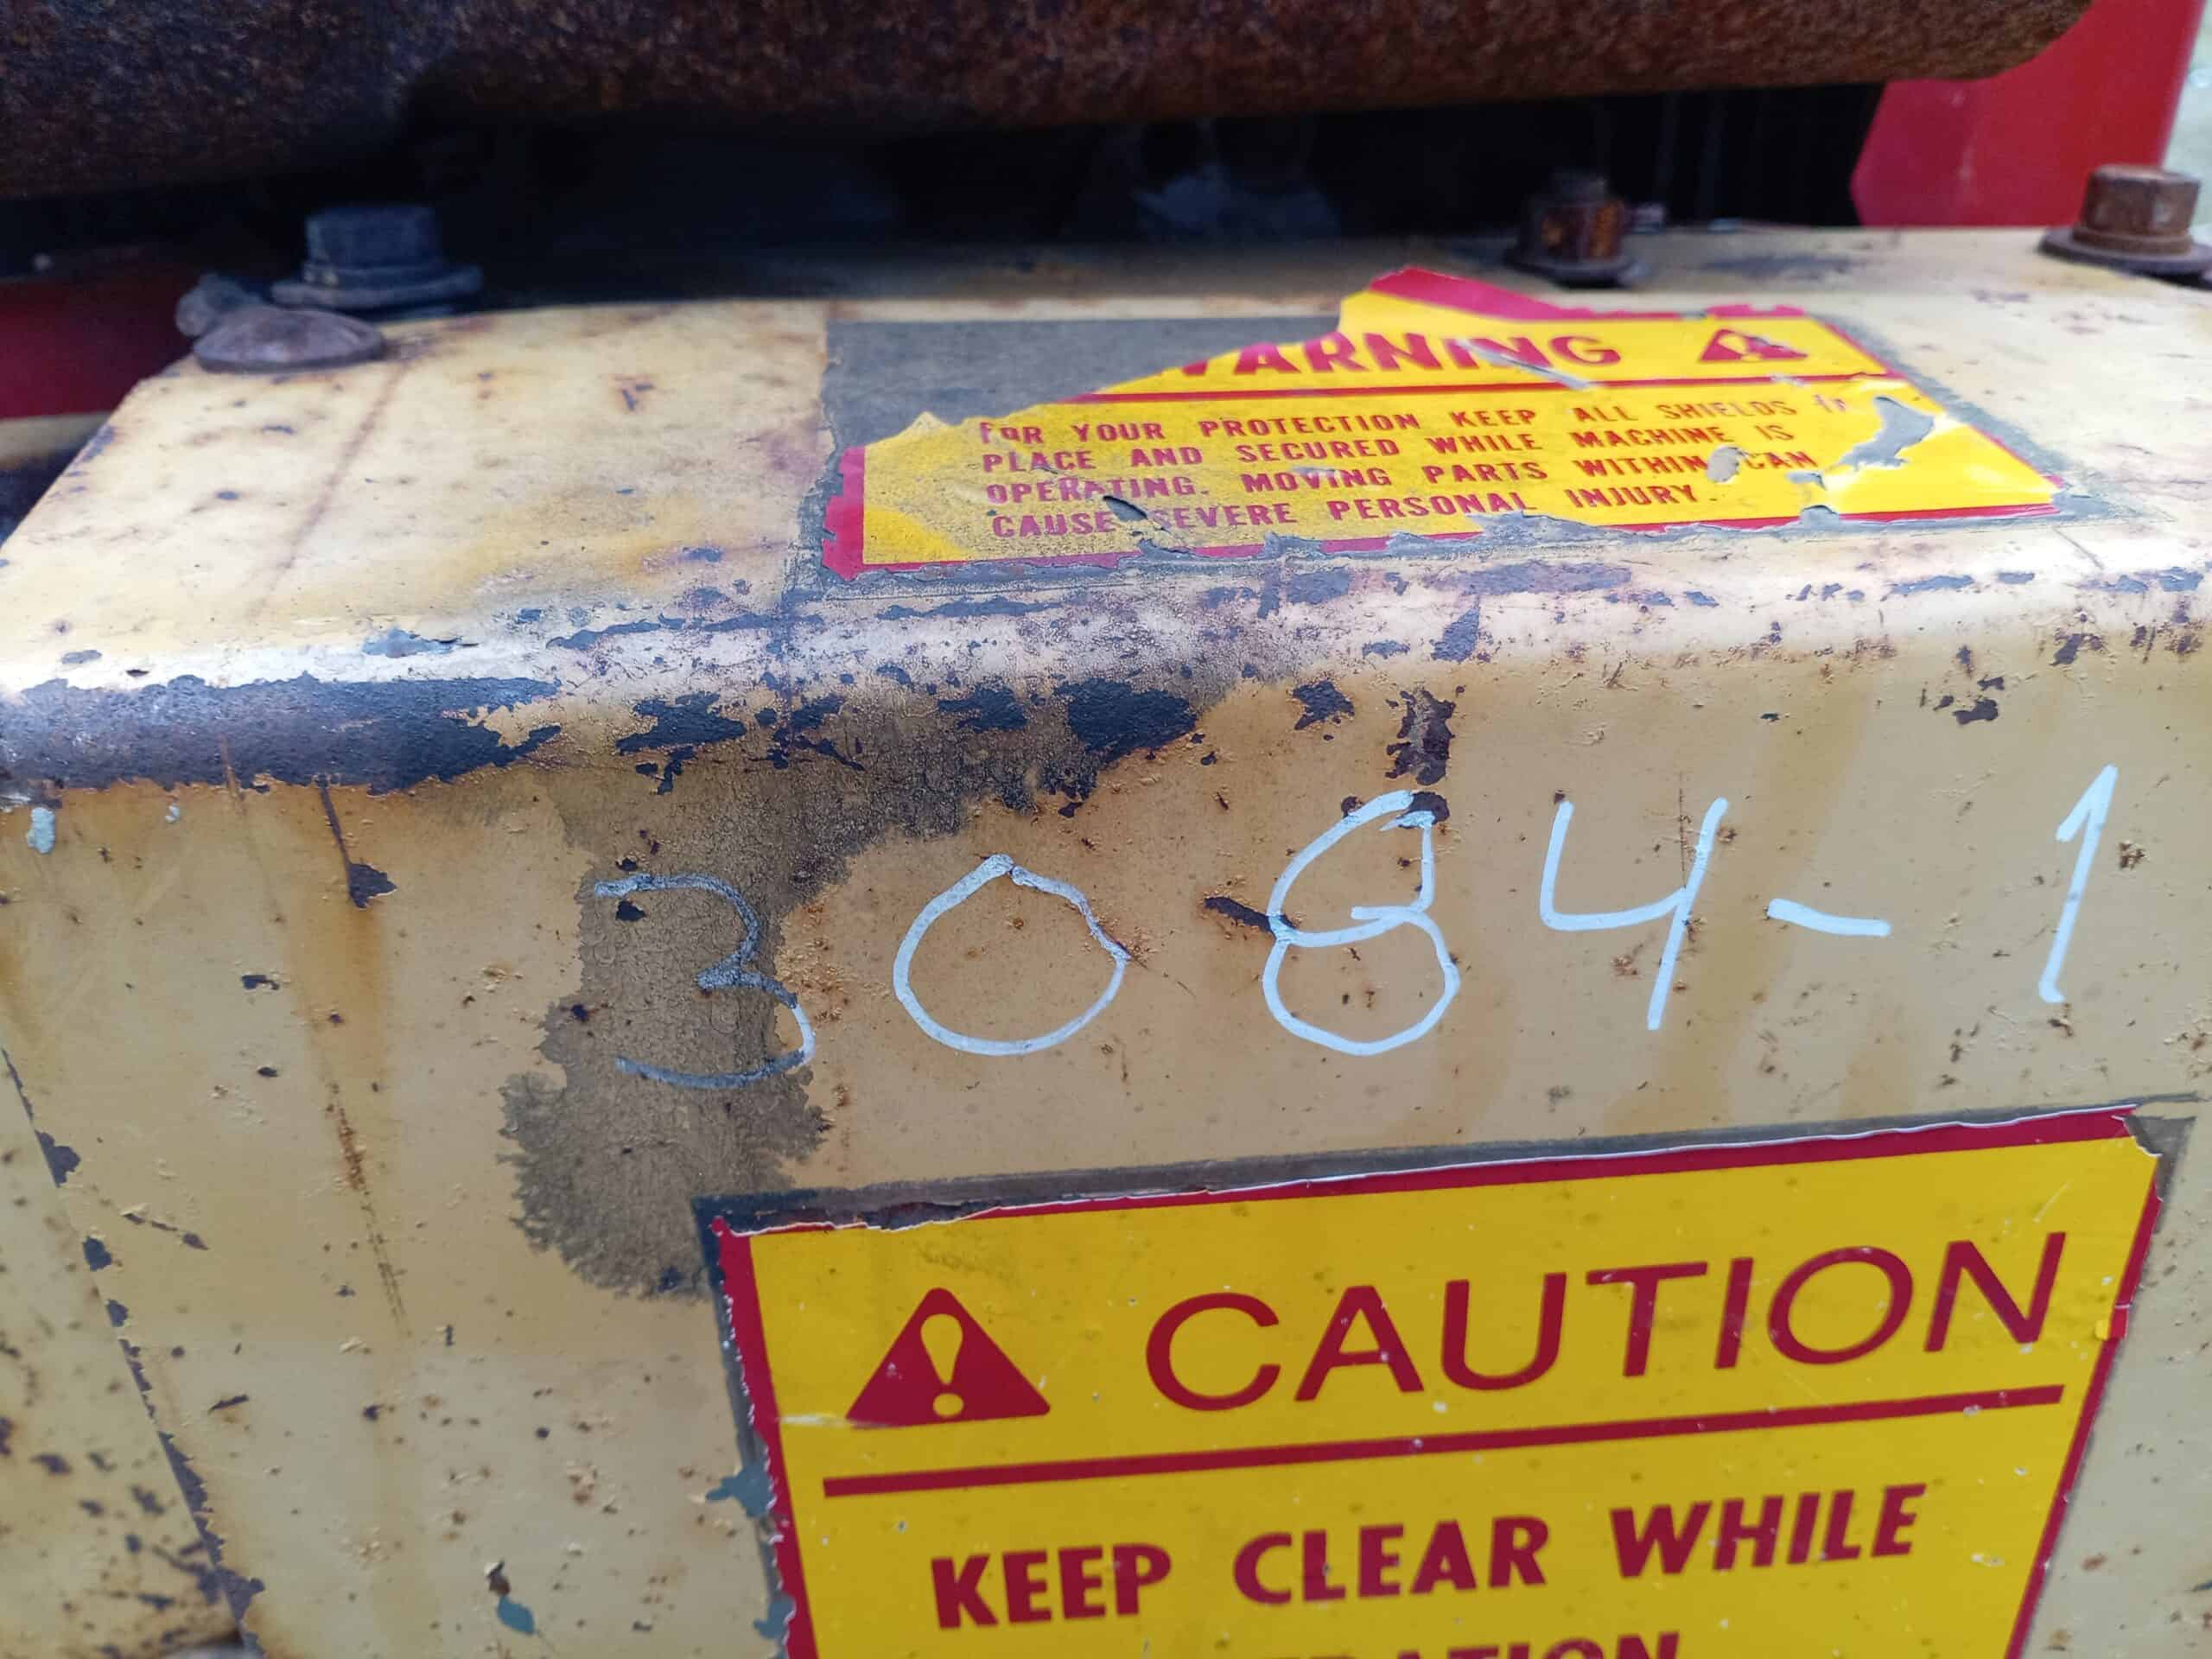 WARNING
FOR YOUR PROTECTION KEEP ALL SHIELDS IN
PLACE AND SECURED WHILE MACHINE IS
OPERATING. MOVING PARTS WITHIN CAN
CAUSE SEVERE PERSONAL INJURY.
3084-1
CAUTION
KEEP CLEAR WHILE